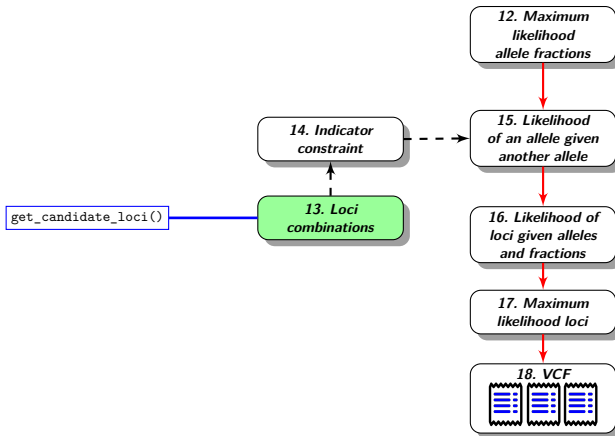 12. Maximum
likelihood
allele fractions
14. Indicator
constraint
15. Likelihood
of an allele given
another allele
get_candidate_loci()
13. Loci
combinations
16. Likelihood of
loci given alleles
and fractions
17. Maximum
likelihood loci
18. VCF